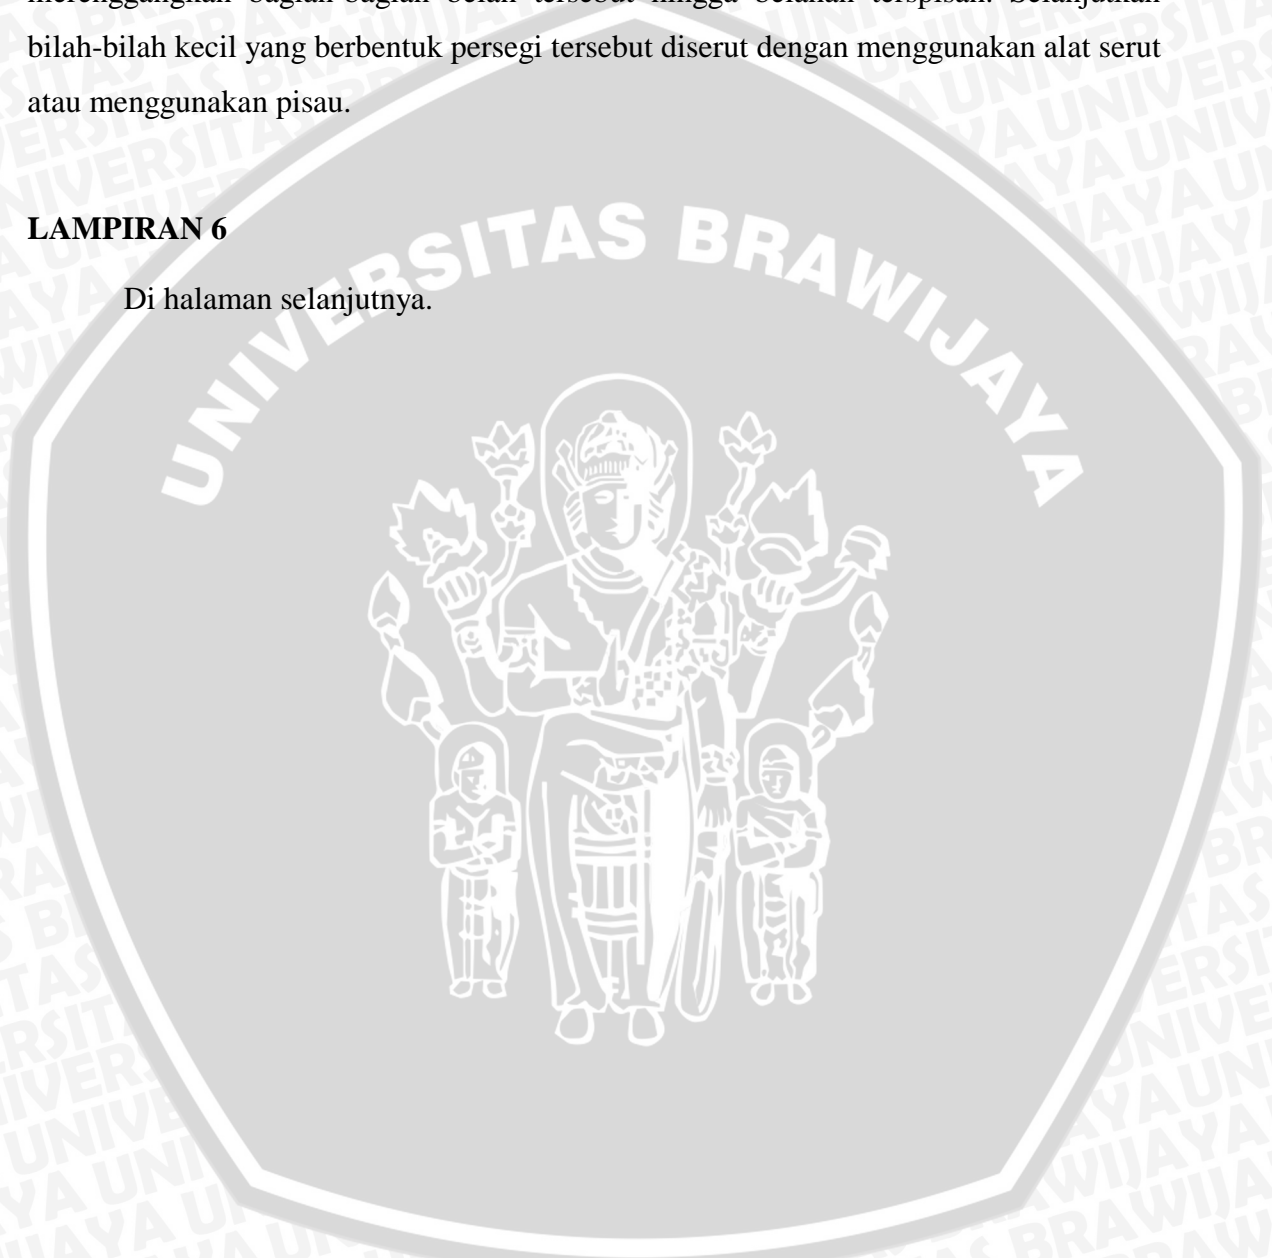 merenggangkan bagian-bagian belah tersebut hingga belahan terspisah. Selanjutkan
bilah-bilah kecil yang berbentuk persegi tersebut diserut dengan menggunakan alat serut
atau menggunakan pisau.
LAMPIRAN 6
Di halaman selanjutnya.
UNIVERSITAS BRAWIJAYA